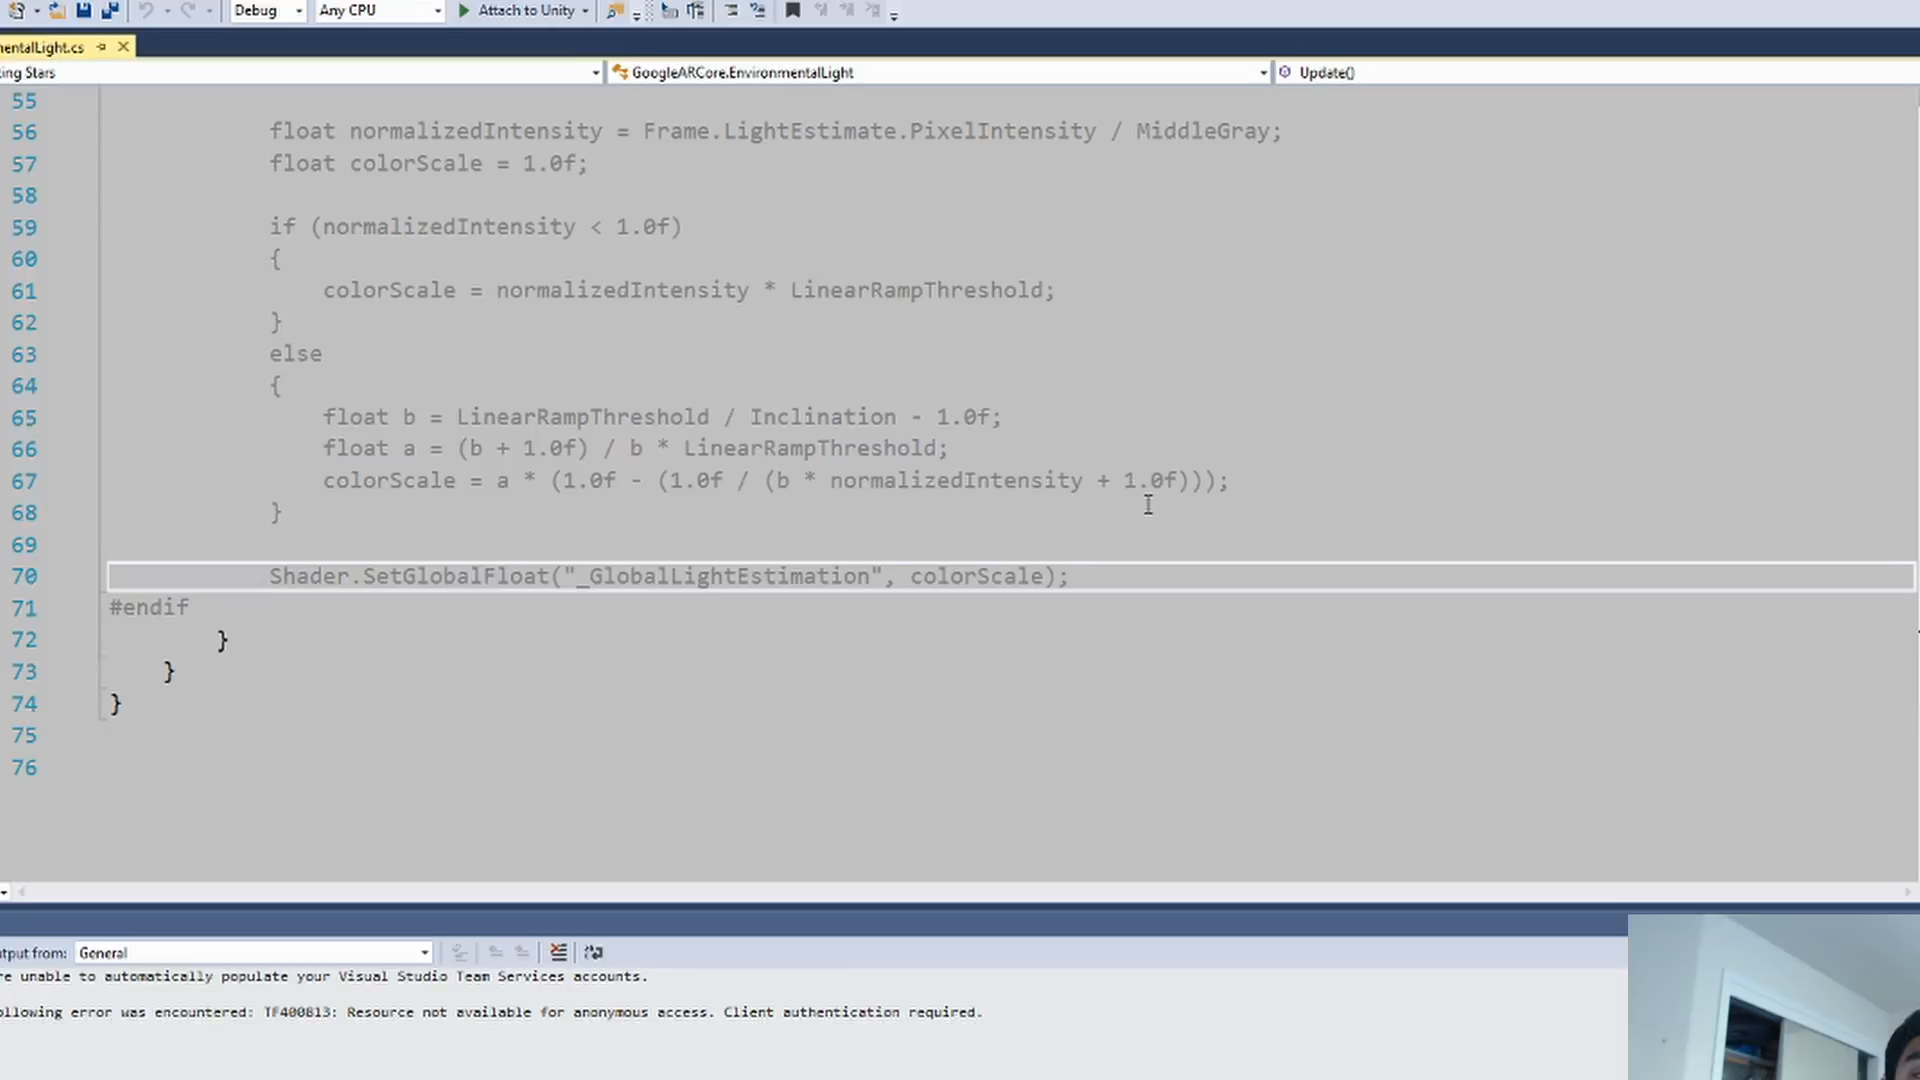 Debug Any CPU Attach to Unity
mentalLight.cs
ing Stars GoogleARCore.EnvironmentalLight Update()
55
56 float normalizedIntensity = Frame.LightEstimate.PixelIntensity / MiddleGray;
57 float colorScale = 1.0f;
58
59 if (normalizedIntensity < 1.0f)
60 {
61 colorScale = normalizedIntensity * LinearRampThreshold;
62 }
63 else
64 {
65 float b = LinearRampThreshold / Inclination - 1.0f;
66 float a = (b + 1.0f) / b * LinearRampThreshold;
67 colorScale = a * (1.0f - (1.0f / (b * normalizedIntensity + 1.0f)));
68 }
69
70 Shader.SetGlobalFloat("_GlobalLightEstimation", colorScale);
71 #endif
72 }
73 }
74 }
75
76
utput from: General
re unable to automatically populate your Visual Studio Team Services accounts.
ollowing error was encountered: TF400813: Resource not available for anonymous access. Client authentication required.